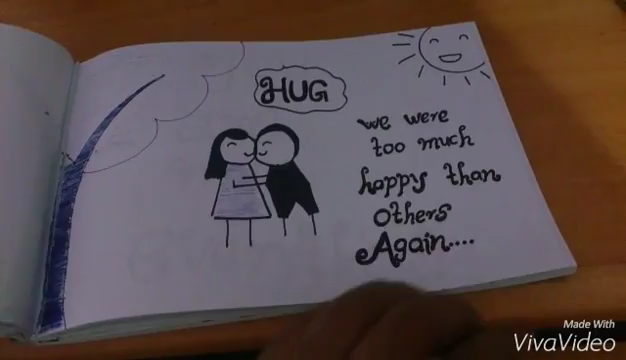 HUG
We were
too much
happy than
Others
Again....
Made With
VivaVideo